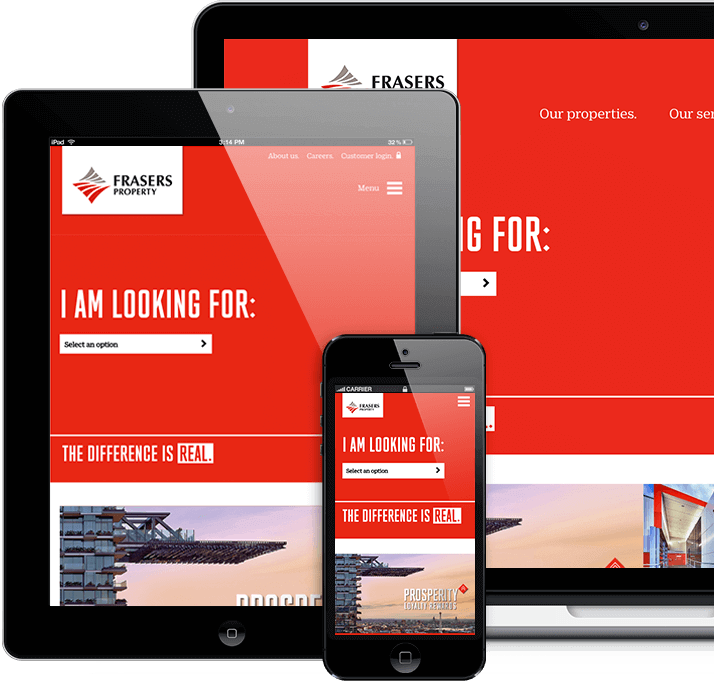 FRASERS
Our properties.
Our ser
NG FOR:
iPad
3:14 PM
32 %
About us.
Careers.
Customer login.
FRASERS
PROPERTY
Menu
I AM LOOKING FOR:
Select an option
THE DIFFERENCE IS REAL.
CARRIER
FRASERS
PROPERTY
I AM LOOKING FOR:
Select an option
THE DIFFERENCE IS REAL.
PROSPERITY
LOYALTY REWARDS